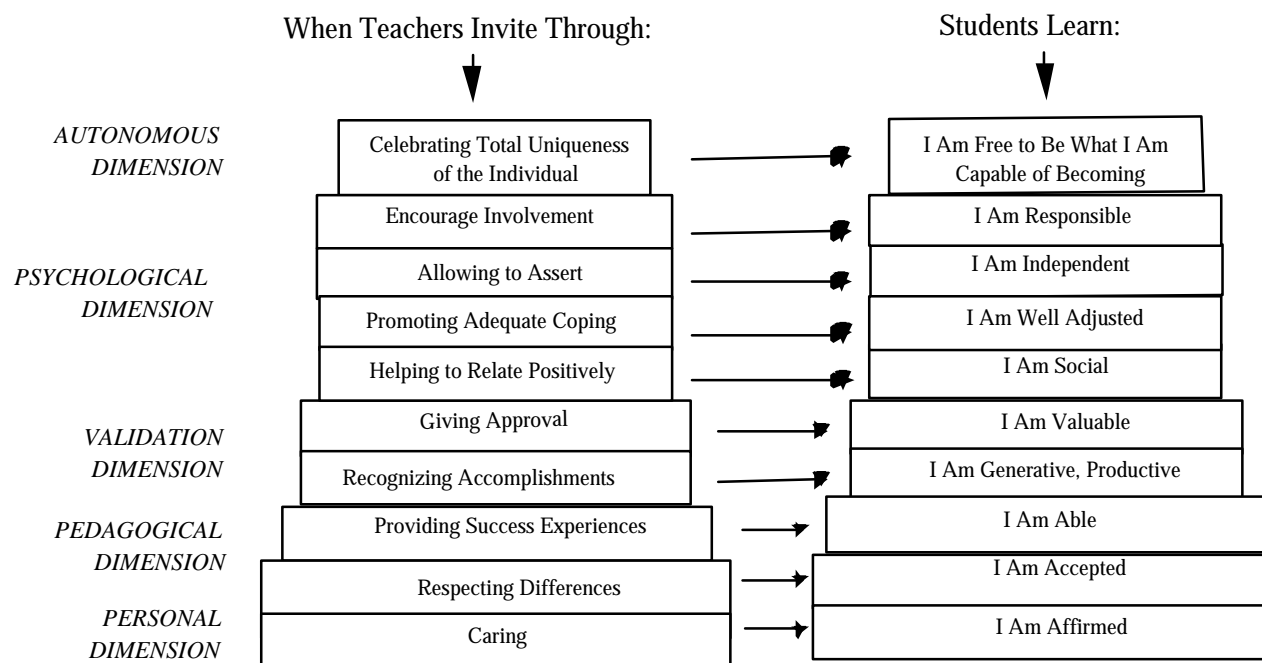 When Teachers Invite Through:
Students Learn:
AUTONOMOUS
DIMENSION
Celebrating Total Uniqueness
of the Individual
I Am Free to Be What I Am
Capable of Becoming
Encourage Involvement
I Am Responsible
PSYCHOLOGICAL
DIMENSION
Allowing to Assert
I Am Independent
Promoting Adequate Coping
I Am Well Adjusted
Helping to Relate Positively
I Am Social
VALIDATION
DIMENSION
Giving Approval
I Am Valuable
Recognizing Accomplishments
I Am Generative, Productive
PEDAGOGICAL
DIMENSION
Providing Success Experiences
I Am Able
Respecting Differences
I Am Accepted
PERSONAL
DIMENSION
Caring
I Am Affirmed